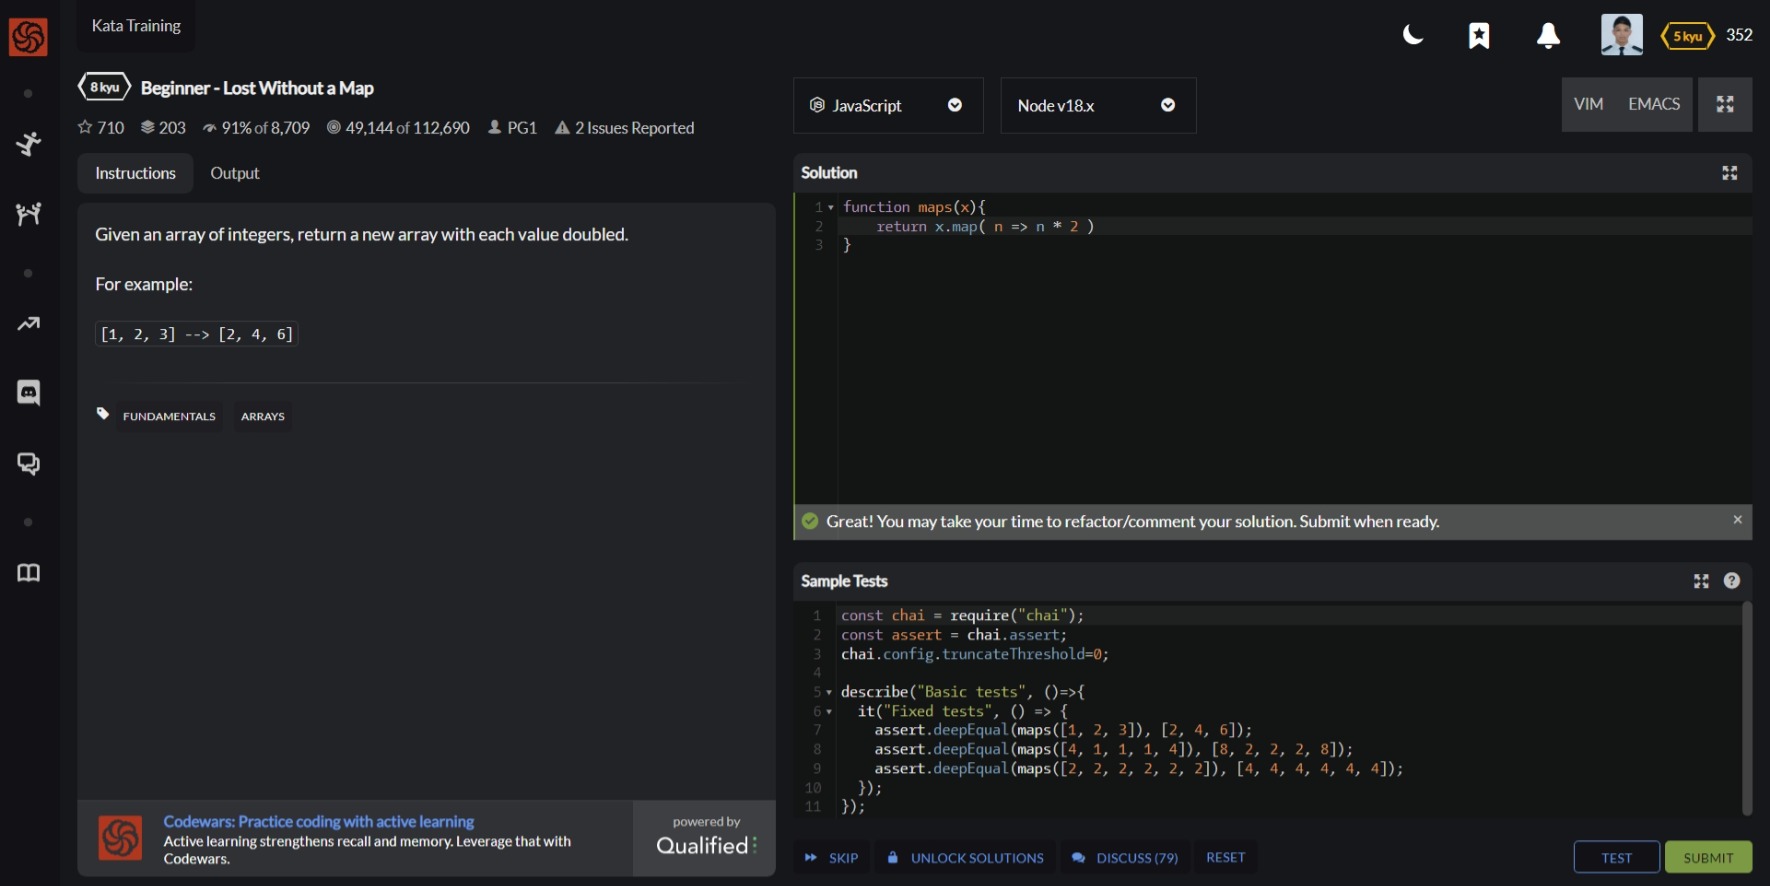 Kata Training
5 kyu 352
8 kyu Beginner - Lost Without a Map
710 203 91% of 8,709 49,144 of 112,690 PG1 2 Issues Reported
Instructions Output
Given an array of integers, return a new array with each value doubled.
For example:
[1, 2, 3] --> [2, 4, 6]
FUNDAMENTALS ARRAYS
Codewars: Practice coding with active learning
Active learning strengthens recall and memory. Leverage that with
Codewars.
powered by
Qualified
JavaScript Node v18.x VIM EMACS
Solution
1 function maps(x){
2 return x.map( n => n * 2 )
3 }
Great! You may take your time to refactor/comment your solution. Submit when ready.
Sample Tests
1 const chai = require("chai");
2 const assert = chai.assert;
3 chai.config.truncateThreshold=0;
4
5 describe("Basic tests", ()=>{
6 it("Fixed tests", () => {
7 assert.deepEqual(maps([1, 2, 3]), [2, 4, 6]);
8 assert.deepEqual(maps([4, 1, 1, 1, 4]), [8, 2, 2, 2, 8]);
9 assert.deepEqual(maps([2, 2, 2, 2, 2, 2]), [4, 4, 4, 4, 4, 4]);
10 });
11 });
SKIP UNLOCK SOLUTIONS DISCUSS (79) RESET TEST SUBMIT